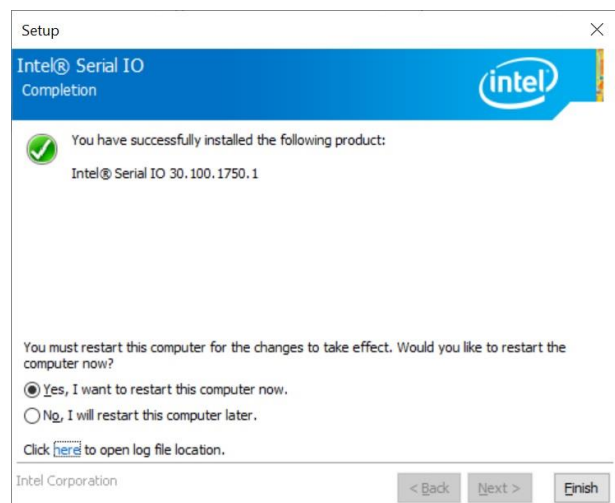 Setup
Intel® Serial IO
Completion
intel
You have successfully installed the following product:
Intel® Serial IO 30.100.1750.1
You must restart this computer for the changes to take effect. Would you like to restart the
computer now?
Yes, I want to restart this computer now.
No, I will restart this computer later.
Click here to open log file location.
Intel Corporation
< Back Next > Finish